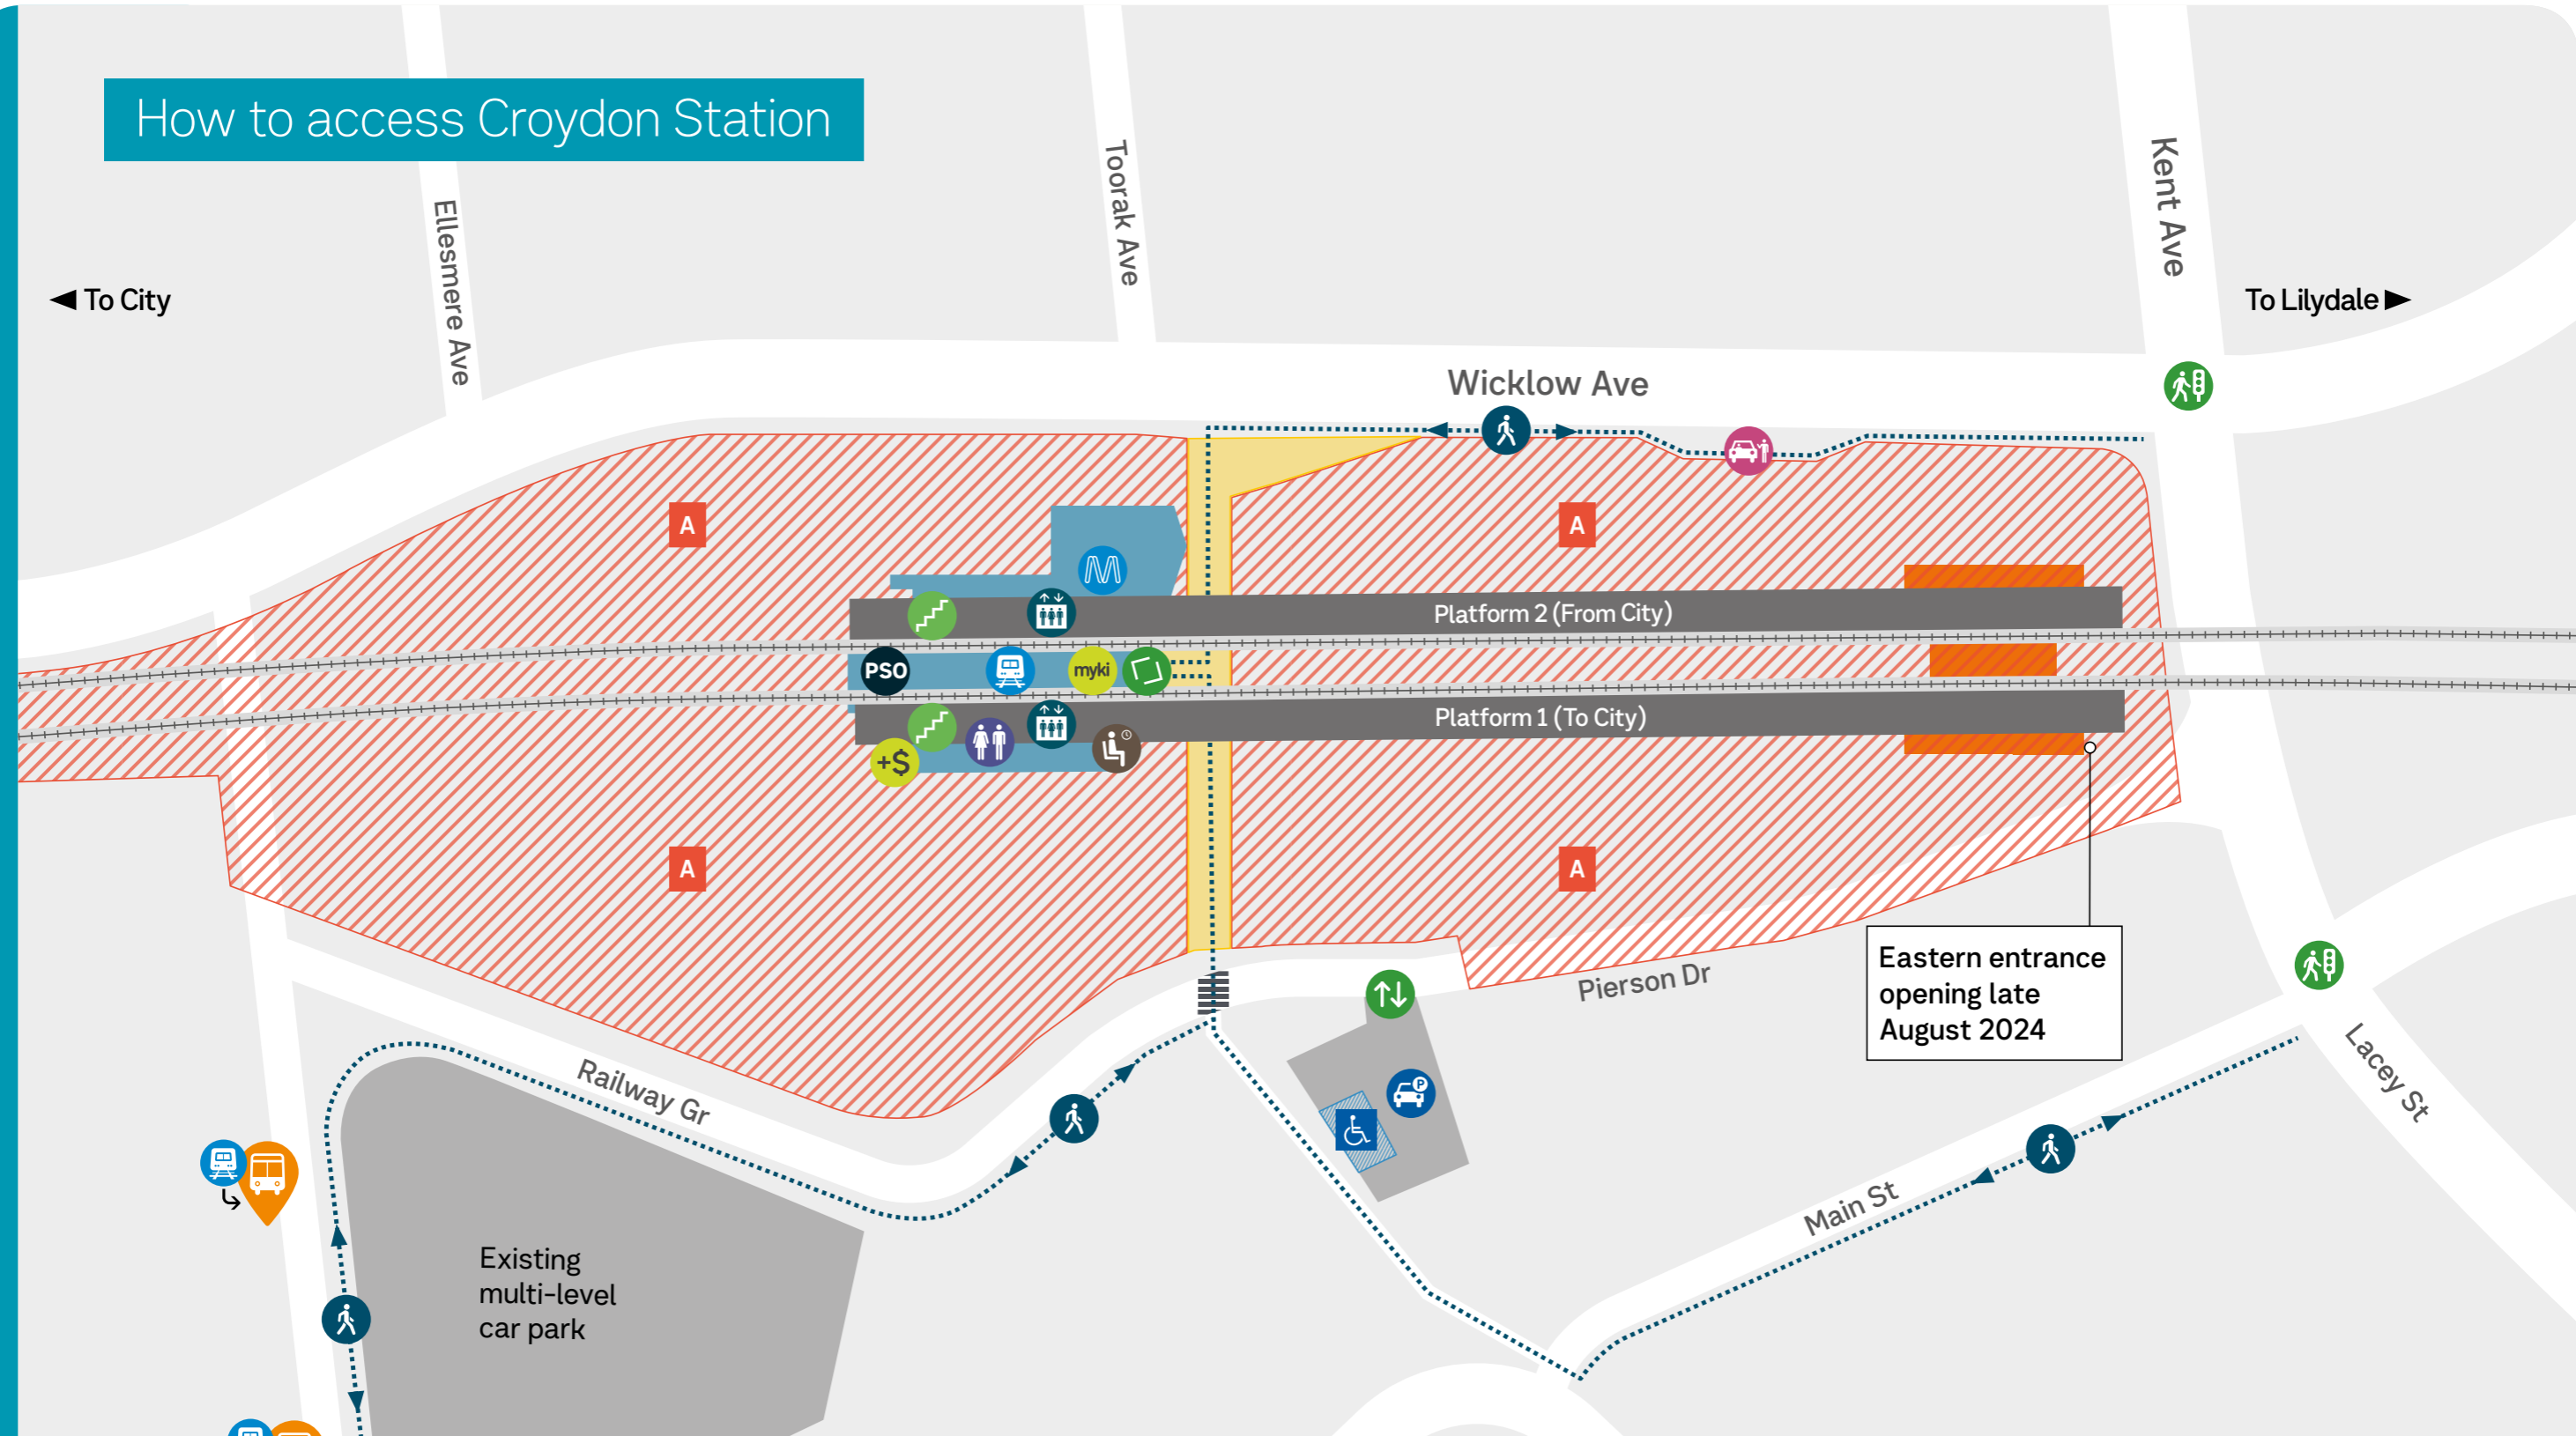 How to access Croydon Station
Ellesmere Ave
Toorak Ave
Kent Ave
To City
To Lilydale
Wicklow Ave
A
A
Platform 2 (From City)
PSO
myki
Platform 1 (To City)
+$
A
A
Eastern entrance
opening late
August 2024
Pierson Dr
P
Railway Gr
Lacey St
Main St
Existing
multi-level
car park